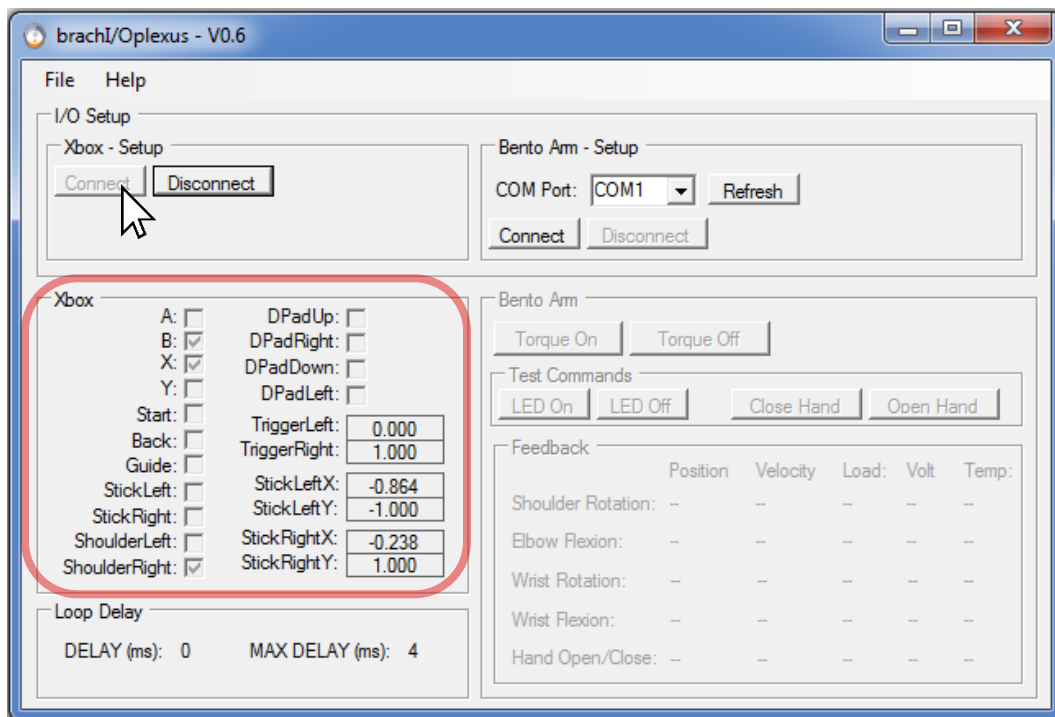 brachI/Oplexus - V0.6
File Help
I/O Setup
Xbox - Setup
Connect Disconnect
Bento Arm - Setup
COM Port: COM1 Refresh
Connect Disconnect
Xbox
A:
B:
X:
Y:
Start:
Back:
Guide:
StickLeft:
StickRight:
ShoulderLeft:
ShoulderRight:
DPadUp:
DPadRight:
DPadDown:
DPadLeft:
TriggerLeft: 0.000
TriggerRight: 1.000
StickLeftX: -0.864
StickLeftY: -1.000
StickRightX: -0.238
StickRightY: 1.000
Loop Delay
DELAY (ms): 0 MAX DELAY (ms): 4
Bento Arm
Torque On Torque Off
Test Commands
LED On LED Off Close Hand Open Hand
Feedback
Position Velocity Load: Volt Temp:
Shoulder Rotation: -- -- -- -- --
Elbow Flexion: -- -- -- -- --
Wrist Rotation: -- -- -- -- --
Wrist Flexion: -- -- -- -- --
Hand Open/Close: -- -- -- -- --